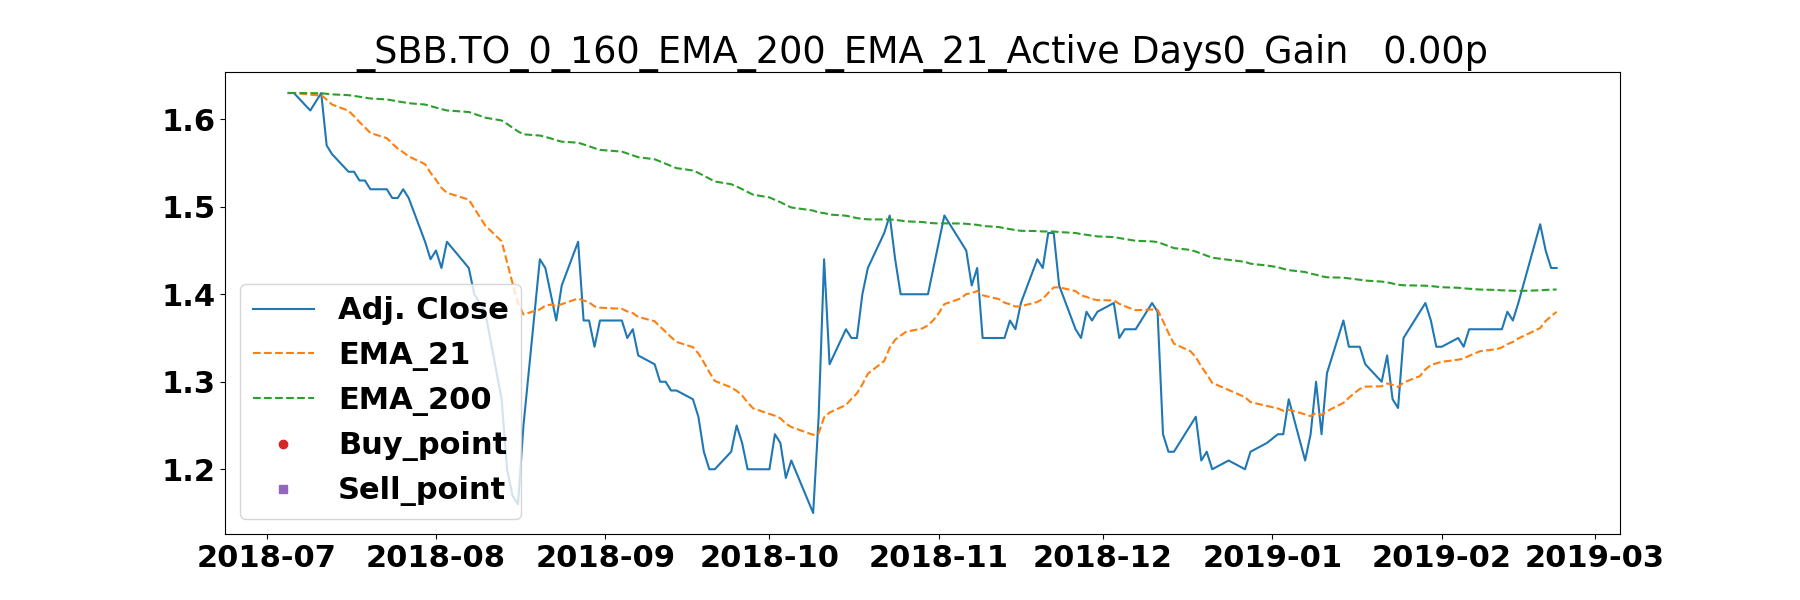 _SBB.TO_0_160_EMA_200_EMA_21_Active Days0_Gain   0.00p
1.6
1.5
1.4
1.3
1.2
Adj. Close
EMA_21
EMA_200
Buy_point
Sell_point
2018-07 2018-08 2018-09 2018-10 2018-11 2018-12 2019-01 2019-02 2019-03